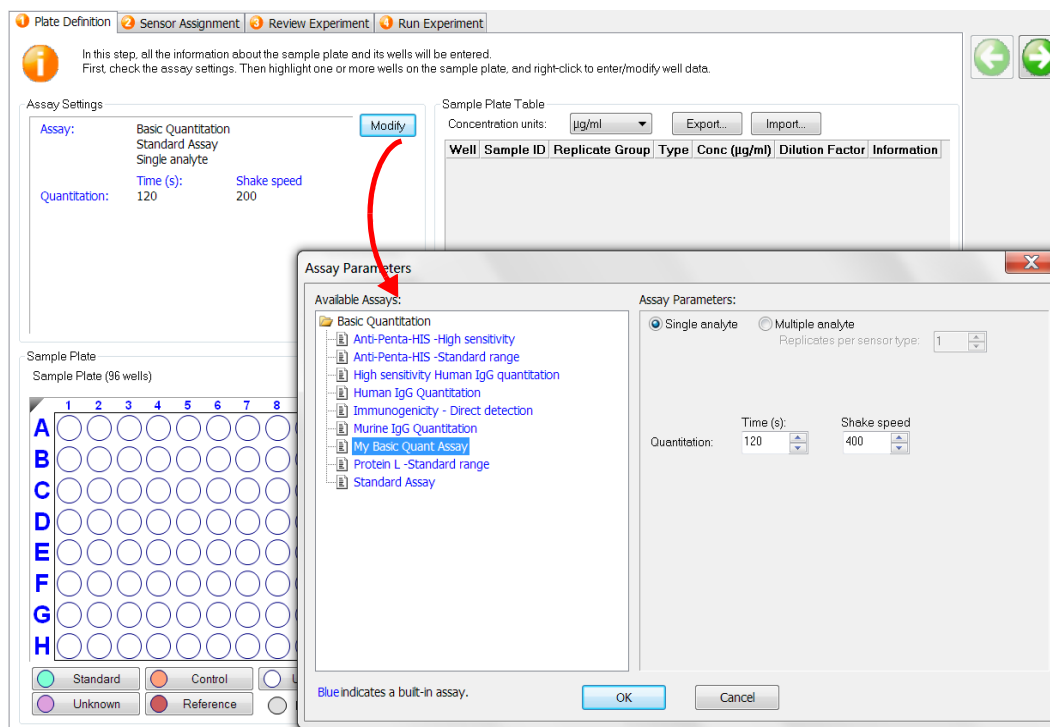 1 Plate Definition 2 Sensor Assignment 3 Review Experiment 4 Run Experiment
In this step, all the information about the sample plate and its wells will be entered.
First, check the assay settings. Then highlight one or more wells on the sample plate, and right-click to enter/modify well data.
Assay Settings
Assay: Basic Quantitation
Standard Assay
Single analyte
Time (s): Shake speed
Quantitation: 120 200
Modify
Sample Plate Table
Concentration units: µg/ml Export... Import...
Well Sample ID Replicate Group Type Conc (µg/ml) Dilution Factor Information
Sample Plate
Sample Plate (96 wells)
1 2 3 4 5 6 7 8
A
B
C
D
E
F
G
H
Standard Control
Unknown Reference
Assay Parameters
Available Assays:
Basic Quantitation
Anti-Penta-HIS -High sensitivity
Anti-Penta-HIS -Standard range
High sensitivity Human IgG quantitation
Human IgG Quantitation
Immunogenicity - Direct detection
Murine IgG Quantitation
My Basic Quant Assay
Protein L -Standard range
Standard Assay
Blue indicates a built-in assay.
Assay Parameters:
Single analyte Multiple analyte
Replicates per sensor type: 1
Time (s): Shake speed
Quantitation: 120 400
OK Cancel